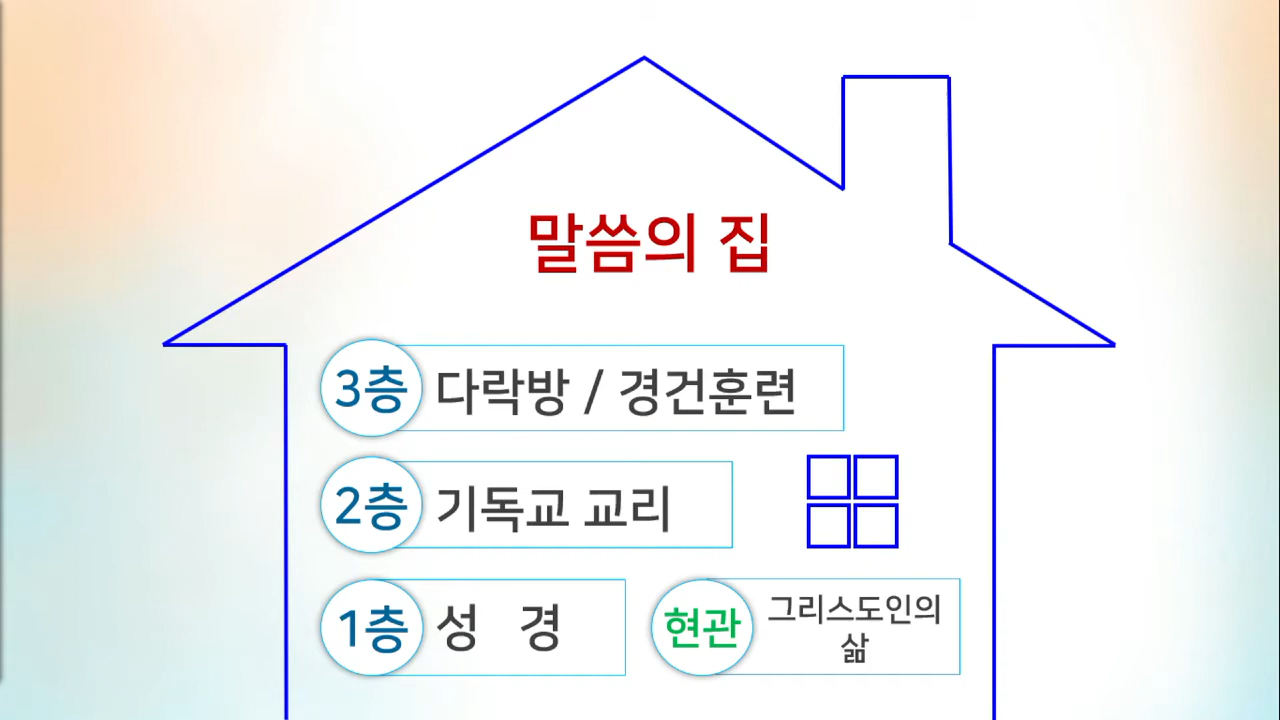 말씀의 집
3층 다락방 / 경건훈련
2층 기독교 교리
1층 성 경
현관 그리스도인의
삶